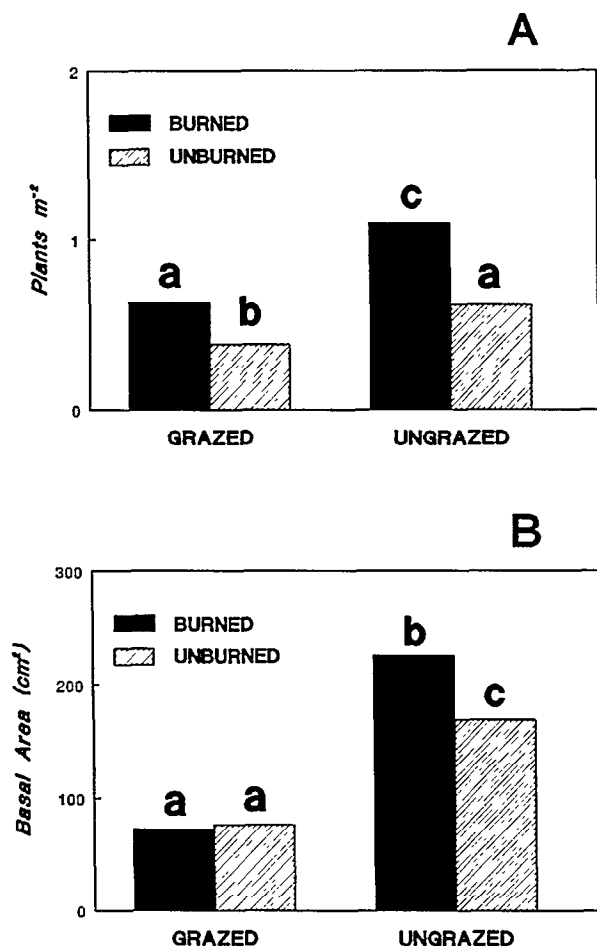 A
2
BURNED
UNBURNED
c
Plants m⁻²
1
a
a
b
0
GRAZED
UNGRAZED
B
300
BURNED
b
UNBURNED
c
200
Basal Area (cm²)
a
a
100
0
GRAZED
UNGRAZED